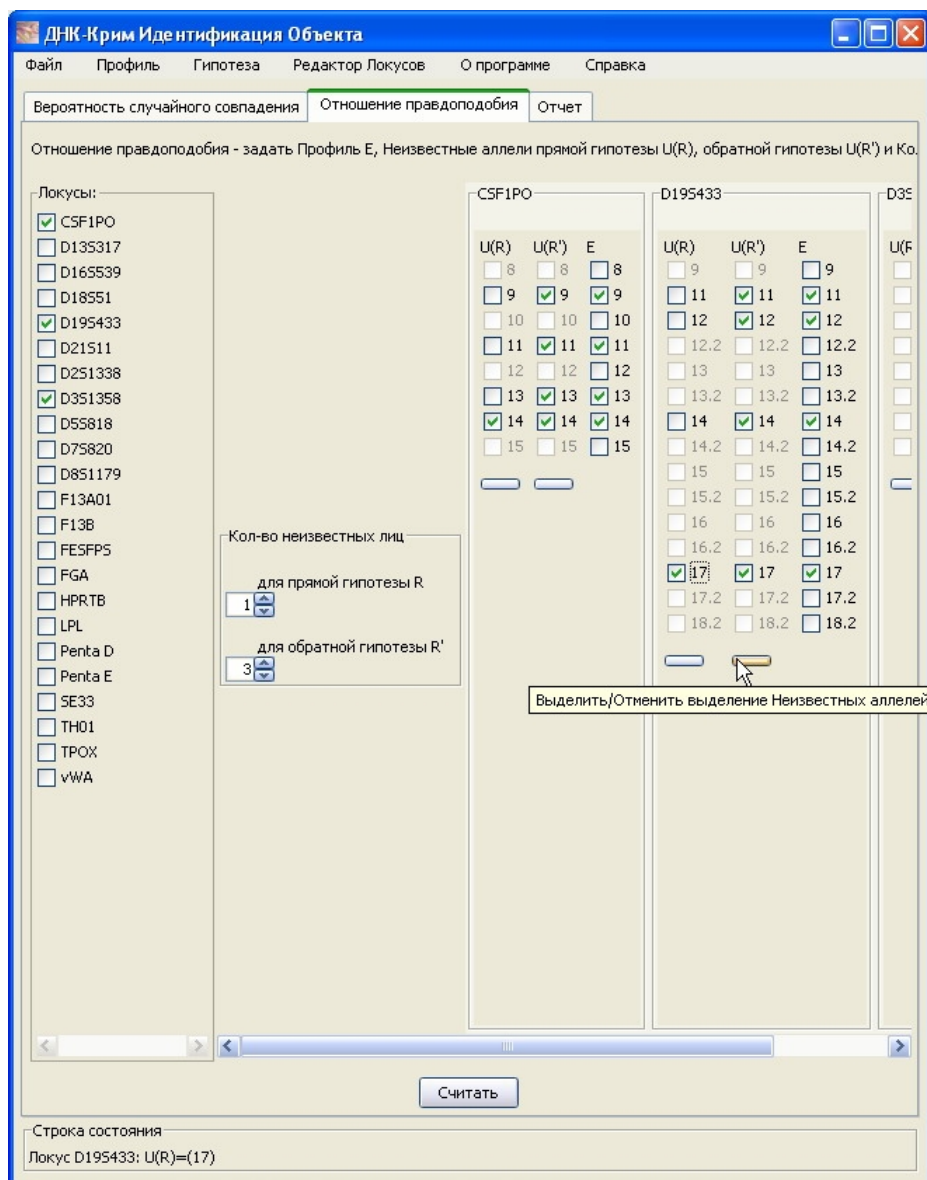 ДНК-Крим Идентификация Объекта
Файл Профиль Гипотеза Редактор Локусов О программе Справка
Вероятность случайного совпадения Отношение правдоподобия Отчет
Отношение правдоподобия - задать Профиль E, Неизвестные аллели прямой гипотезы U(R), обратной гипотезы U(R') и Ко.
Локусы:
CSF1PO
D13S317
D16S539
D18S51
D19S433
D21S11
D2S1338
D3S1358
D5S818
D7S820
D8S1179
F13A01
F13B
FESFPS
FGA
HPRTB
LPL
Penta D
Penta E
SE33
TH01
TPOX
vWA
Кол-во неизвестных лиц
для прямой гипотезы R
1
для обратной гипотезы R'
3
CSF1PO
U(R) U(R') E
8 8 8
9 9 9
10 10 10
11 11 11
12 12 12
13 13 13
14 14 14
15 15 15
D19S433
U(R) U(R') E
9 9 9
11 11 11
12 12 12
12.2 12.2 12.2
13 13 13
13.2 13.2 13.2
14 14 14
14.2 14.2 14.2
15 15 15
15.2 15.2 15.2
16 16 16
16.2 16.2 16.2
17 17 17
17.2 17.2 17.2
18.2 18.2 18.2
D3S
U(R
Выделить/Отменить выделение Неизвестных аллелей
Считать
Строка состояния
Локус D19S433: U(R)=(17)